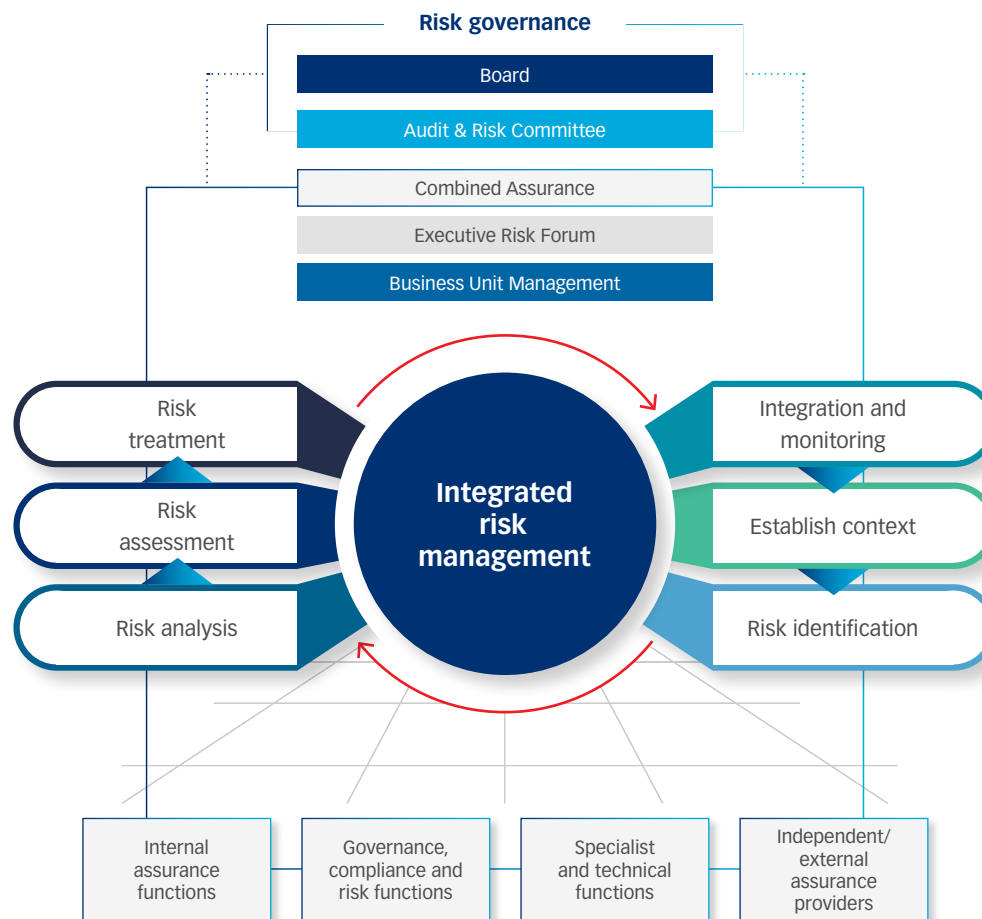 Risk governance
Board
Audit & Risk Committee
Combined Assurance
Executive Risk Forum
Business Unit Management
Risk
treatment
Risk
assessment
Risk analysis
Integrated
risk
management
Integration and
monitoring
Establish context
Risk identification
Internal
assurance
functions
Governance,
compliance and
risk functions
Specialist
and technical
functions
Independent/
external
assurance
providers